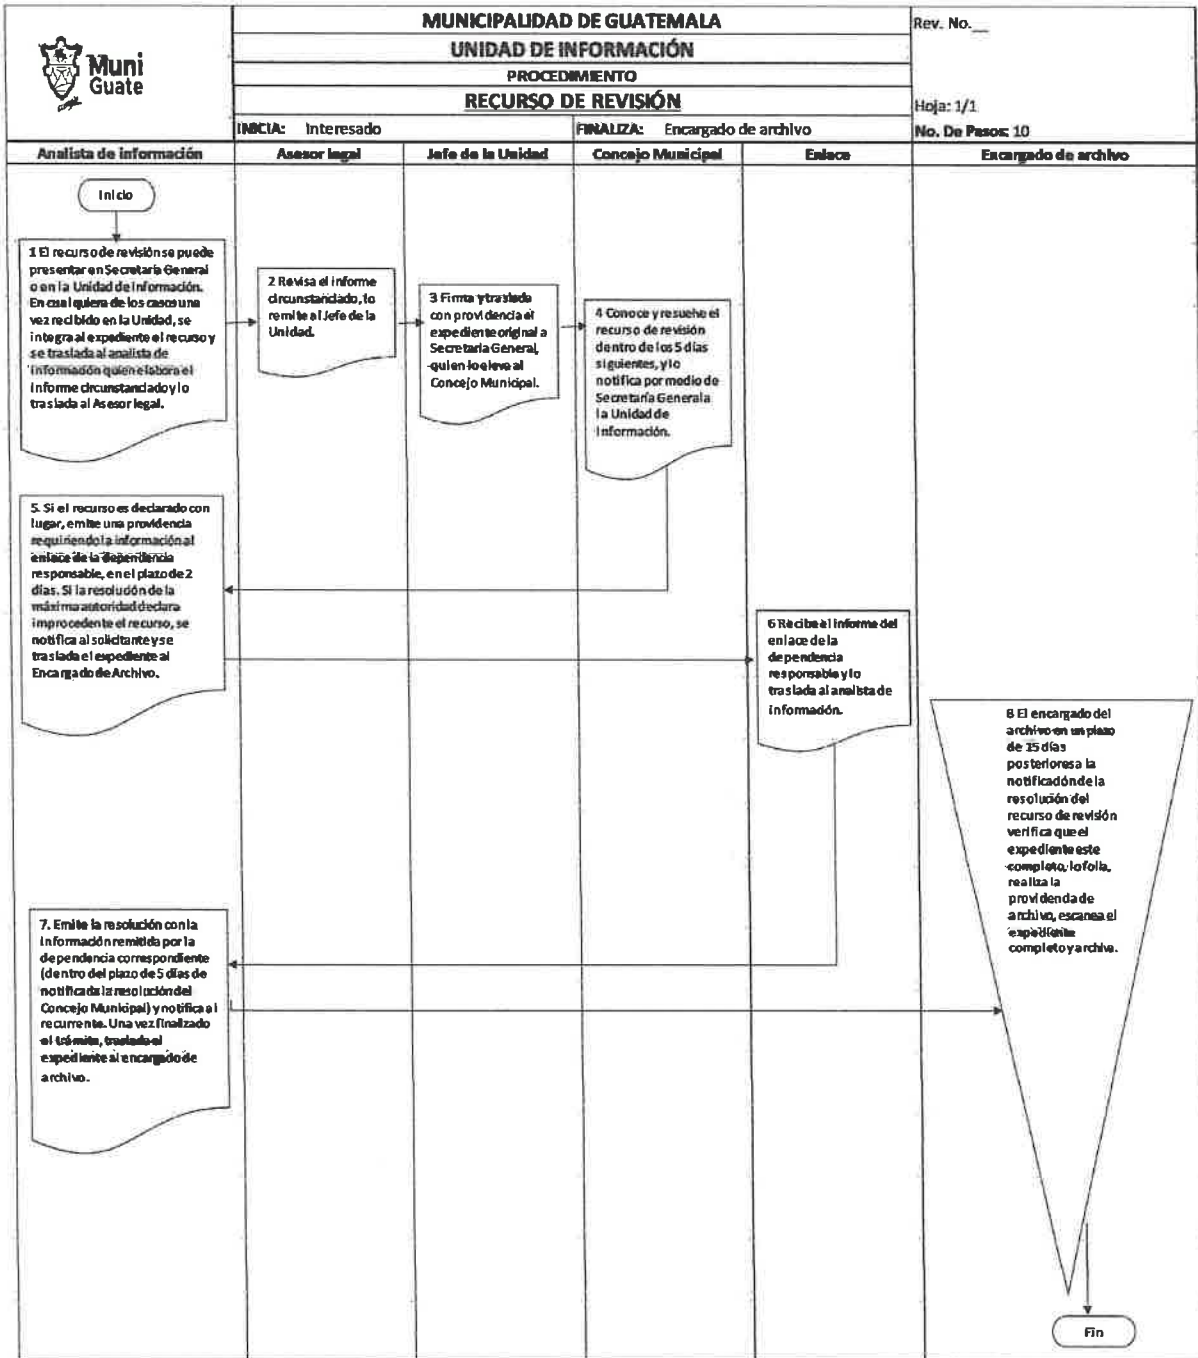 Muni
Guate
MUNICIPALIDAD DE GUATEMALA
UNIDAD DE INFORMACIÓN
PROCEDIMIENTO
RECURSO DE REVISIÓN
Rev. No.__
Hoja: 1/1
INICIA: Interesado
FINALIZA: Encargado de archivo
No. De Pasos: 10
Analista de información
Asesor legal
Jefe de la Unidad
Concejo Municipal
Enlace
Encargado de archivo
Inicio
1 El recurso de revisión se puede
presentar en Secretaría General
o en la Unidad de Información.
En cualquiera de los casos una
vez recibido en la Unidad, se
integra al expediente el recurso y
se traslada al analista de
información quien elabora el
informe circunstanciado y lo
traslada al Asesor legal.
2 Revisa el informe
circunstanciado, lo
remite al Jefe de la
Unidad.
3 Firma y traslada
con providencia el
expediente original a
Secretaria General,
quien lo eleva al
Concejo Municipal.
4 Conoce y resuelve el
recurso de revisión
dentro de los 5 días
siguientes, y lo
notifica por medio de
Secretaría General a
la Unidad de
Información.
5. Si el recurso es declarado con
lugar, emite una providencia
requiriendo la información al
enlace de la dependencia
responsable, en el plazo de 2
días. Si la resolución de la
máxima autoridad declara
improcedente el recurso, se
notifica al solicitante y se
traslada el expediente al
Encargado de Archivo.
6 Recibe el informe del
enlace de la
dependencia
responsable y lo
traslada al analista de
información.
7. Emite la resolución con la
información remitida por la
dependencia correspondiente
(dentro del plazo de 5 días de
notificada la resolución del
Concejo Municipal) y notifica al
recurrente. Una vez finalizado
el trámite, traslada el
expediente al encargado de
archivo.
8 El encargado del
archivo en un plazo
de 15 días
posteriores a la
notificación de la
resolución del
recurso de revisión
verifica que el
expediente este
completo, lo folia,
realiza la
providencia de
archivo, escanea el
expediente
completo y archiva.
Fin